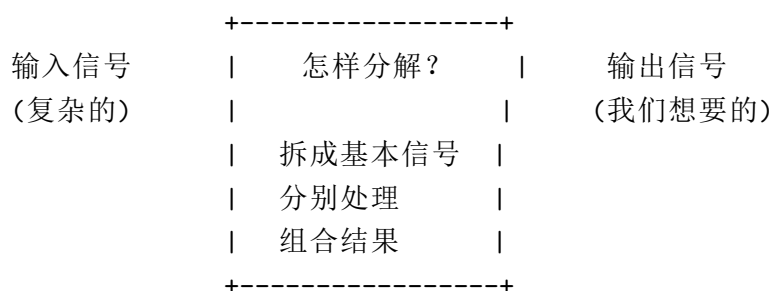 +-----------------+
输入信号 | 怎样分解? | 输出信号
(复杂的) | | (我们想要的)
| 拆成基本信号 |
| 分别处理 |
| 组合结果 |
+-----------------+